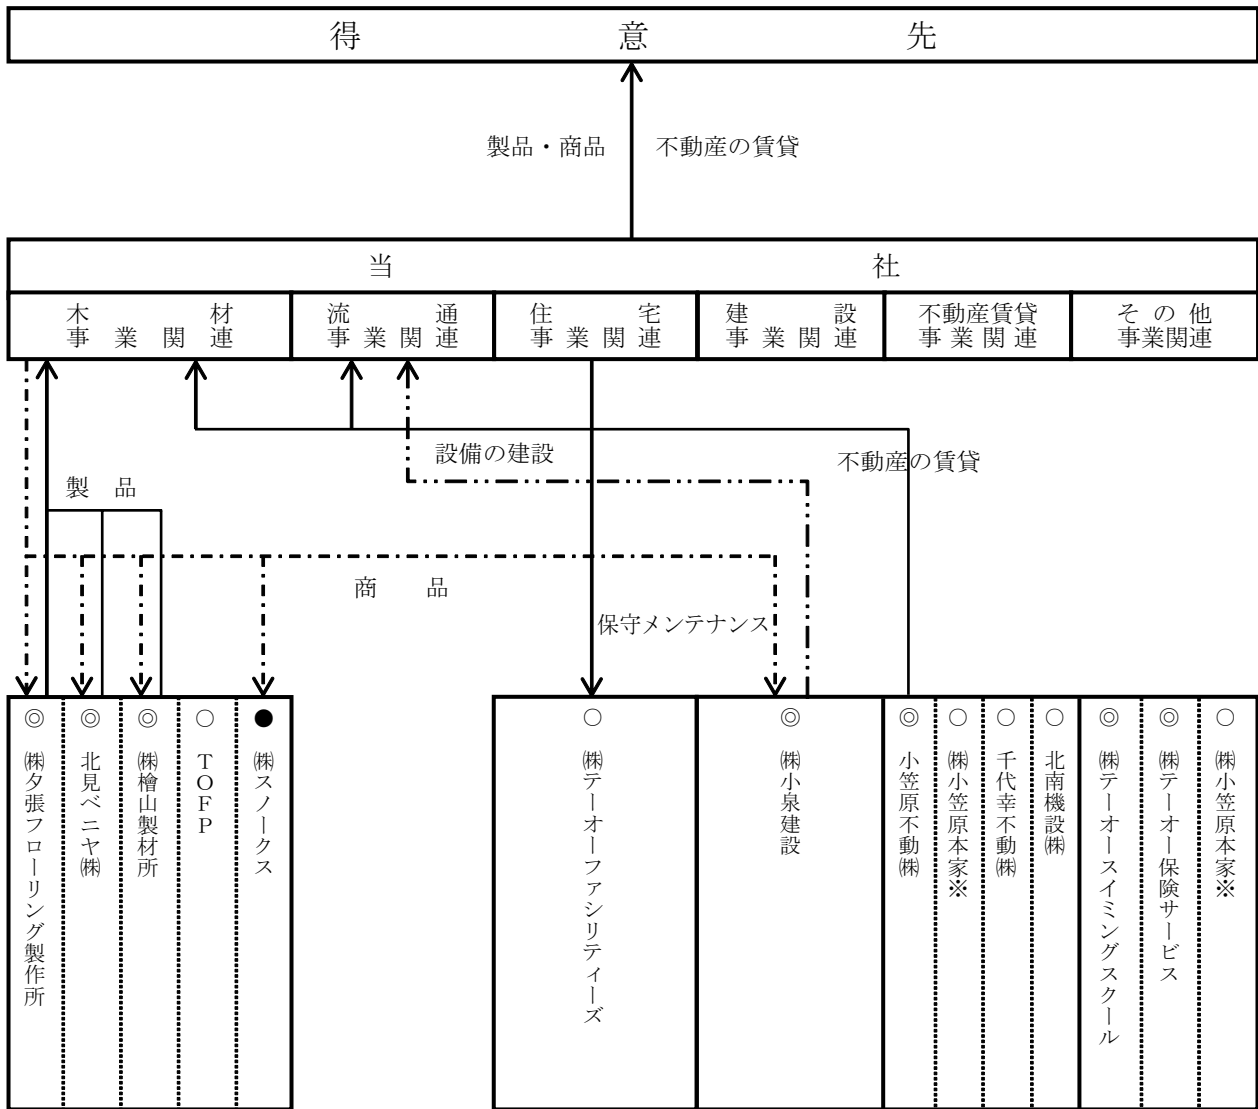 得意先
製品・商品 不動産の賃貸
当社
木材
事業関連
流通
事業関連
住宅
事業関連
建設
事業関連
不動産賃貸
事業関連
その他
事業関連
設備の建設
不動産の賃貸
製品
商品
保守メンテナンス
◎ ㈱夕張フローリング製作所
◎ 北見ベニヤ㈱
◎ ㈱檜山製材所
○ TOFP
● ㈱スノークス
○ ㈱テーオーファシリティーズ
◎ ㈱小泉建設
◎ 小笠原不動㈱
○ ㈱小笠原本家※
○ 千代幸不動㈱
○ 北南機設㈱
◎ ㈱テーオースイミングスクール
◎ ㈱テーオー保険サービス
○ ㈱小笠原本家※